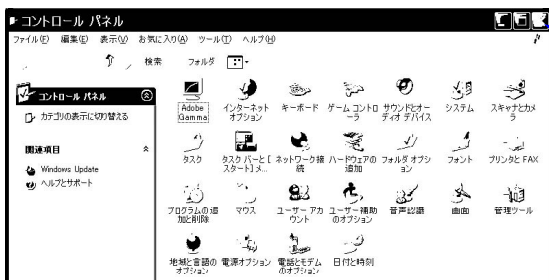 コントロール パネル
ファイル(F) 編集(E) 表示(V) お気に入り(A) ツール(T) ヘルプ(H)
検索 フォルダ
コントロール パネル
カテゴリの表示に切り替える
関連項目
Windows Update
ヘルプとサポート
Adobe Gamma
インターネット オプション
キーボード
ゲーム コントローラ
サウンドとオーディオ デバイス
システム
スキャナとカメラ
タスク
タスク バーと [スタート] メ...
ネットワーク接続
ハードウェアの追加
フォルダ オプション
フォント
プリンタと FAX
プログラムの追加と削除
マウス
ユーザー アカウント
ユーザー補助のオプション
音声認識
画面
管理ツール
地域と言語のオプション
電源オプション
電話とモデムのオプション
日付と時刻